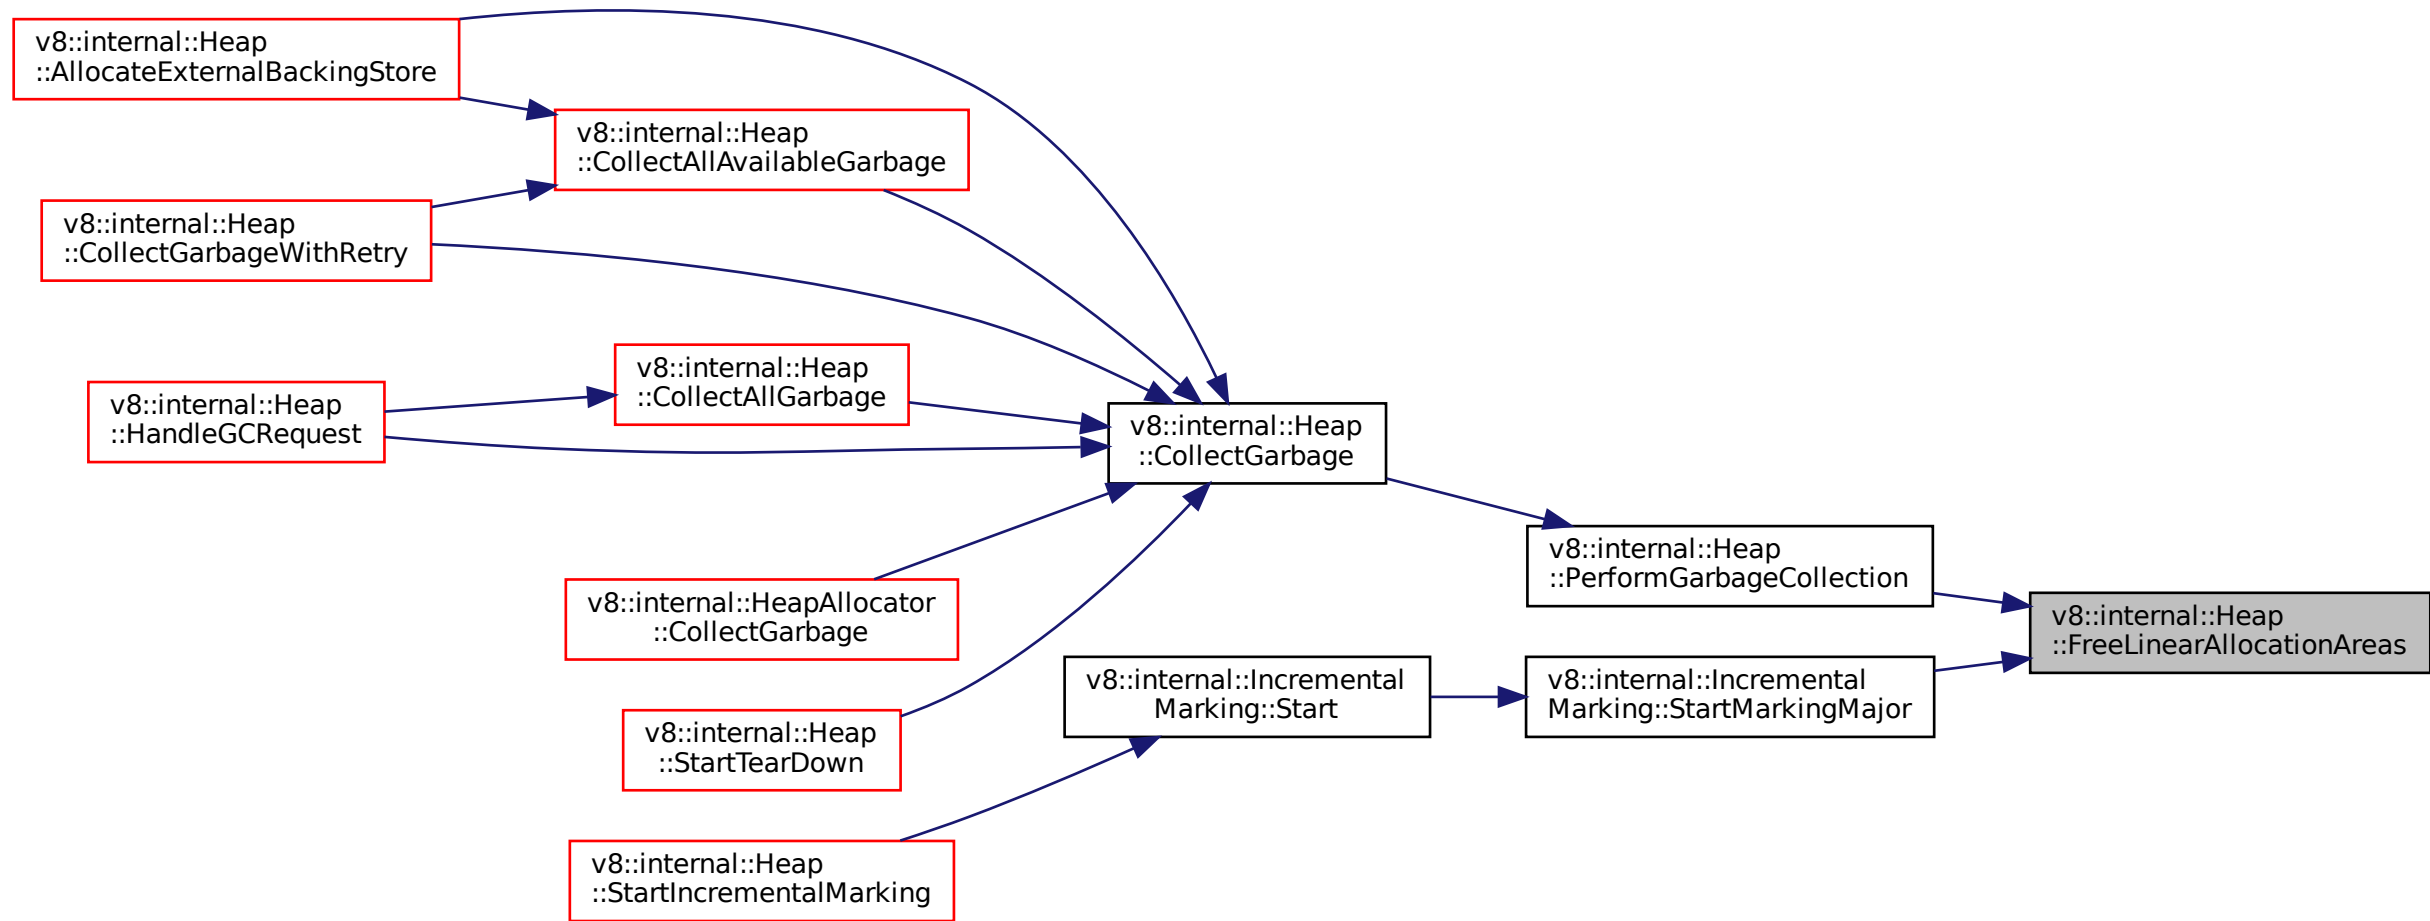 v8::internal::Heap
::AllocateExternalBackingStore
v8::internal::Heap
::CollectAllAvailableGarbage
v8::internal::Heap
::CollectGarbageWithRetry
v8::internal::Heap
::CollectAllGarbage
v8::internal::Heap
::HandleGCRequest
v8::internal::Heap
::CollectGarbage
v8::internal::Heap
::PerformGarbageCollection
v8::internal::HeapAllocator
::CollectGarbage
v8::internal::Heap
::FreeLinearAllocationAreas
v8::internal::Incremental
Marking::Start
v8::internal::Incremental
Marking::StartMarkingMajor
v8::internal::Heap
::StartTearDown
v8::internal::Heap
::StartIncrementalMarking